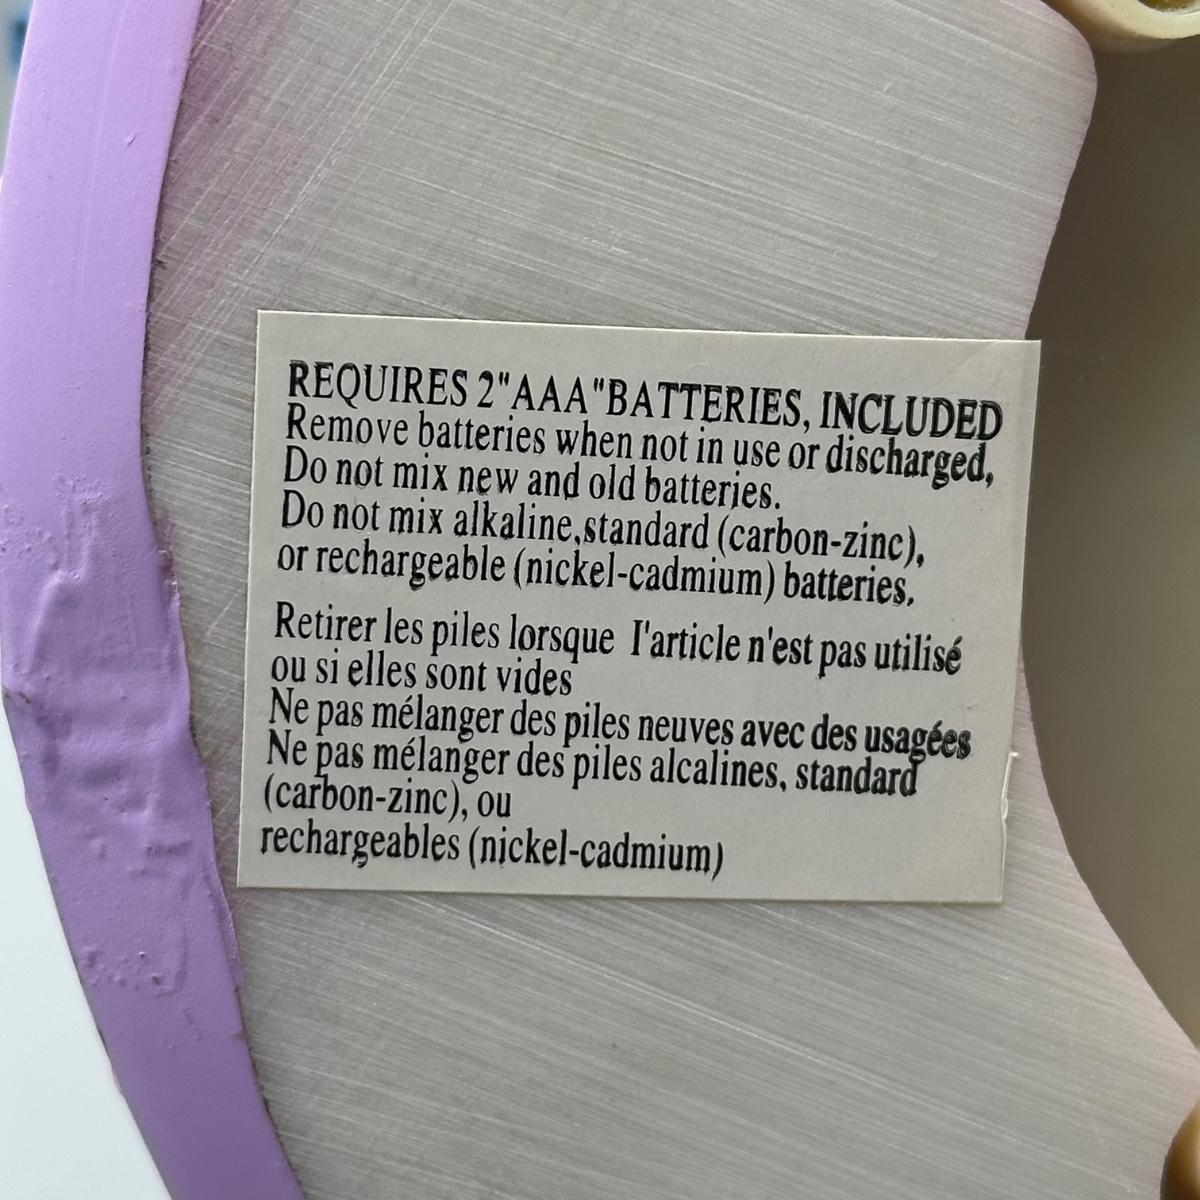 REQUIRES 2"AAA"BATTERIES, INCLUDED
Remove batteries when not in use or discharged,
Do not mix new and old batteries.
Do not mix alkaline,standard (carbon-zinc),
or rechargeable (nickel-cadmium) batteries.
Retirer les piles lorsque l'article n'est pas utilisé
ou si elles sont vides
Ne pas mélanger des piles neuves avec des usagées
Ne pas mélanger des piles alcalines, standard
(carbon-zinc), ou
rechargeables (nickel-cadmium)